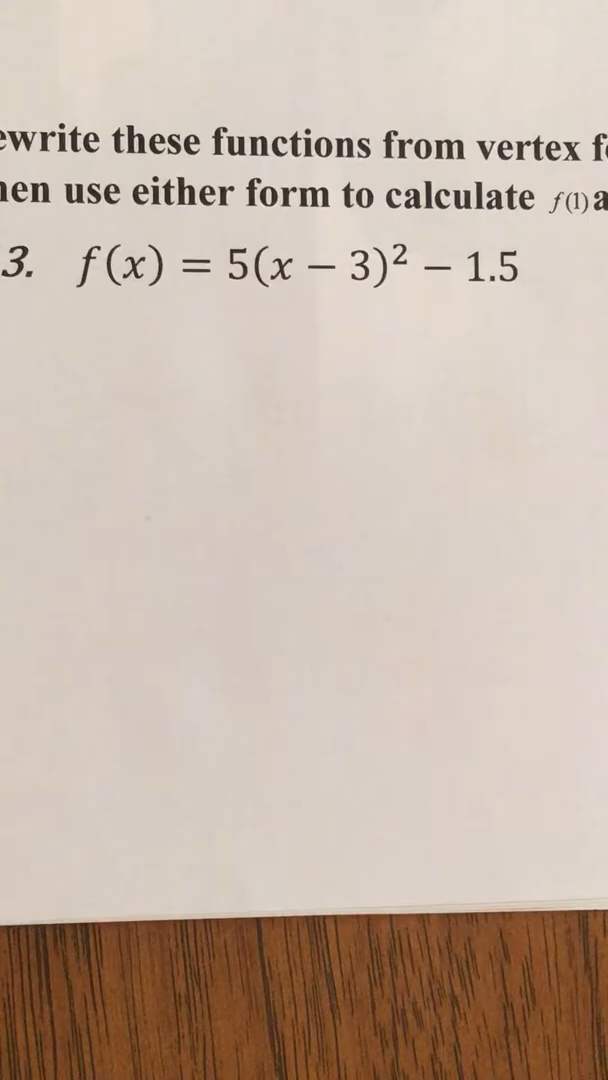 ewrite these functions from vertex f
hen use either form to calculate f(1) a
3. f(x) = 5(x − 3)² − 1.5